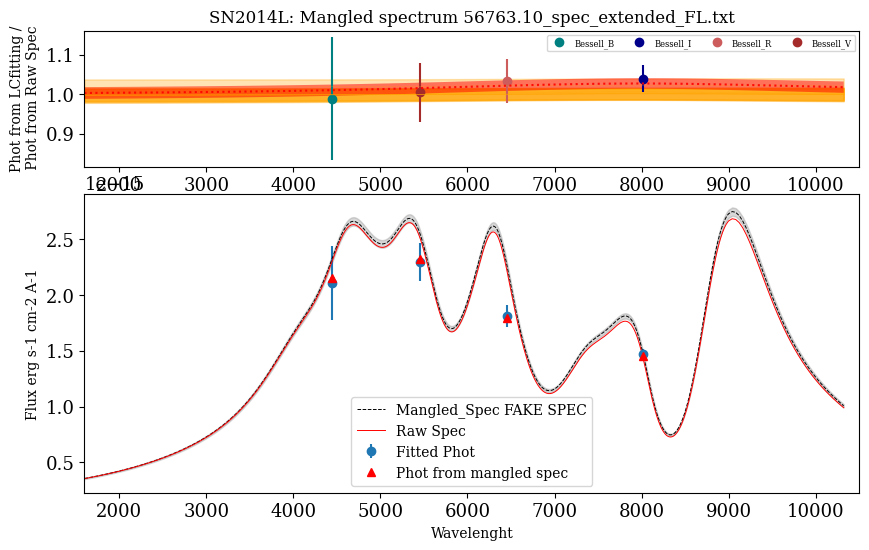 SN2014L: Mangled spectrum 56763.10_spec_extended_FL.txt
Phot from LCfitting /
Phot from Raw Spec
1.1
1.0
0.9
Bessell_B
Bessell_I
Bessell_R
Bessell_V
2000 3000 4000 5000 6000 7000 8000 9000 10000
1e−15
Flux erg s-1 cm-2 A-1
2.5
2.0
1.5
1.0
0.5
Mangled_Spec FAKE SPEC
Raw Spec
Fitted Phot
Phot from mangled spec
2000 3000 4000 5000 6000 7000 8000 9000 10000
Wavelenght